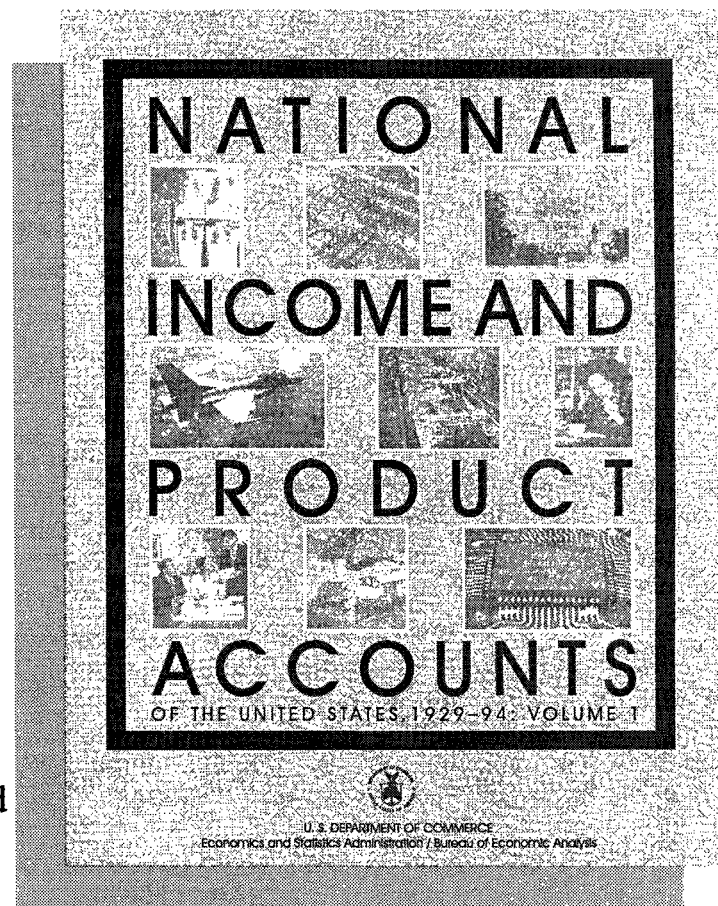 NATIONAL
INCOME AND
PRODUCT
ACCOUNTS
OF THE UNITED STATES, 1929–94: VOLUME 1
U. S. DEPARTMENT OF COMMERCE
Economics and Statistics Administration / Bureau of Economic Analysis